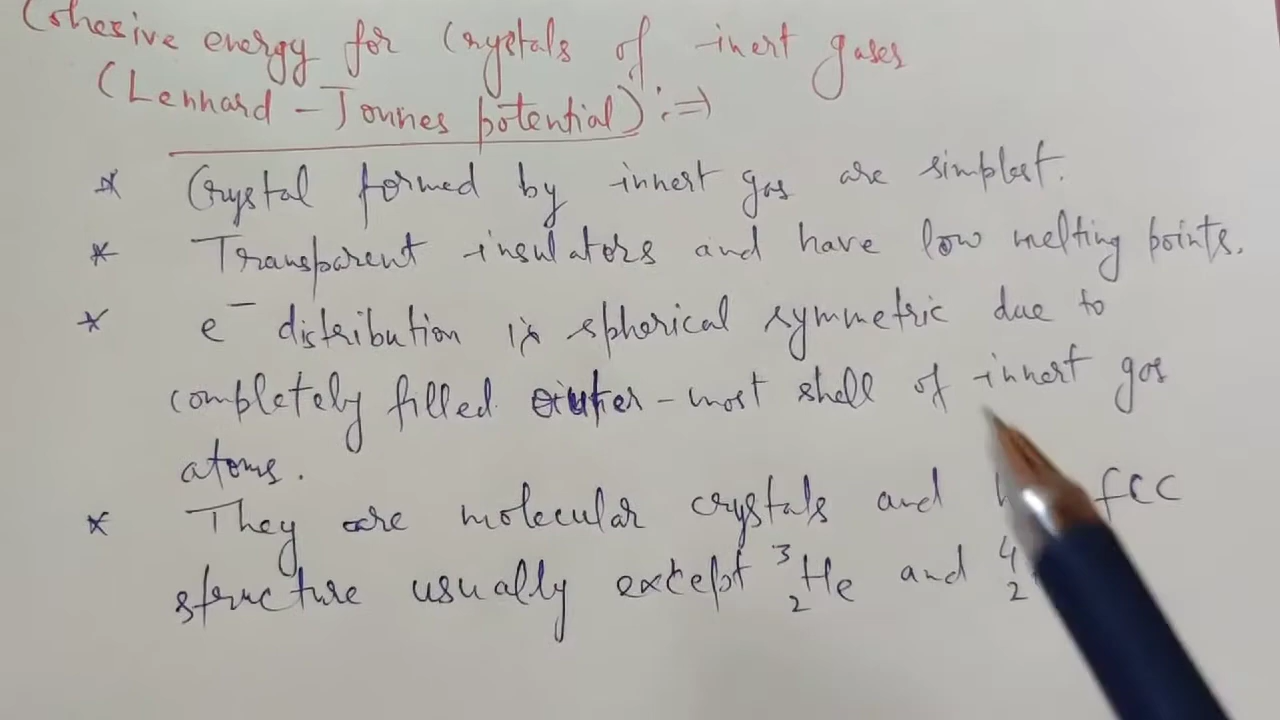 Cohesive energy for Crystals of inert gases
(Lennard - Jonnes potential) :⇒
* Crystal formed by innert gas are simplest.
* Transparent insulators and have low melting points.
* e⁻ distribution is spherical symmetric due to
completely filled outer-most shell of innert gas
atoms.
* They are molecular crystals and fcc
structure usually except ³₂He and ⁴₂